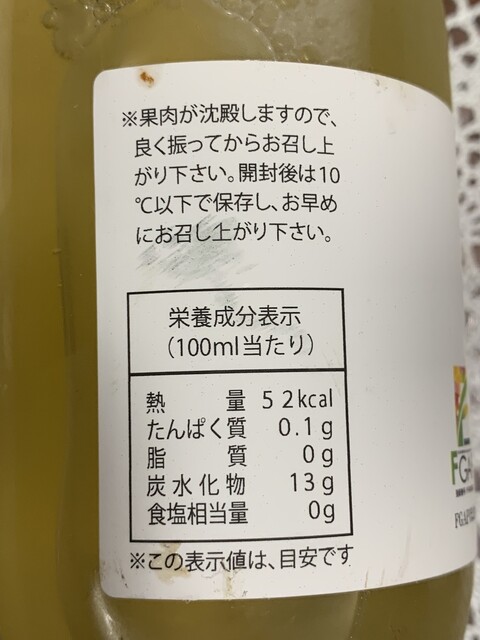 ※果肉が沈殿しますので、
良く振ってからお召し上
がり下さい。開封後は10
℃以下で保存し、お早め
にお召し上がり下さい。
栄養成分表示
（100ml当たり）
熱量 52kcal
たんぱく質 0.1g
脂質 0g
炭水化物 13g
食塩相当量 0g
※この表示値は、目安です